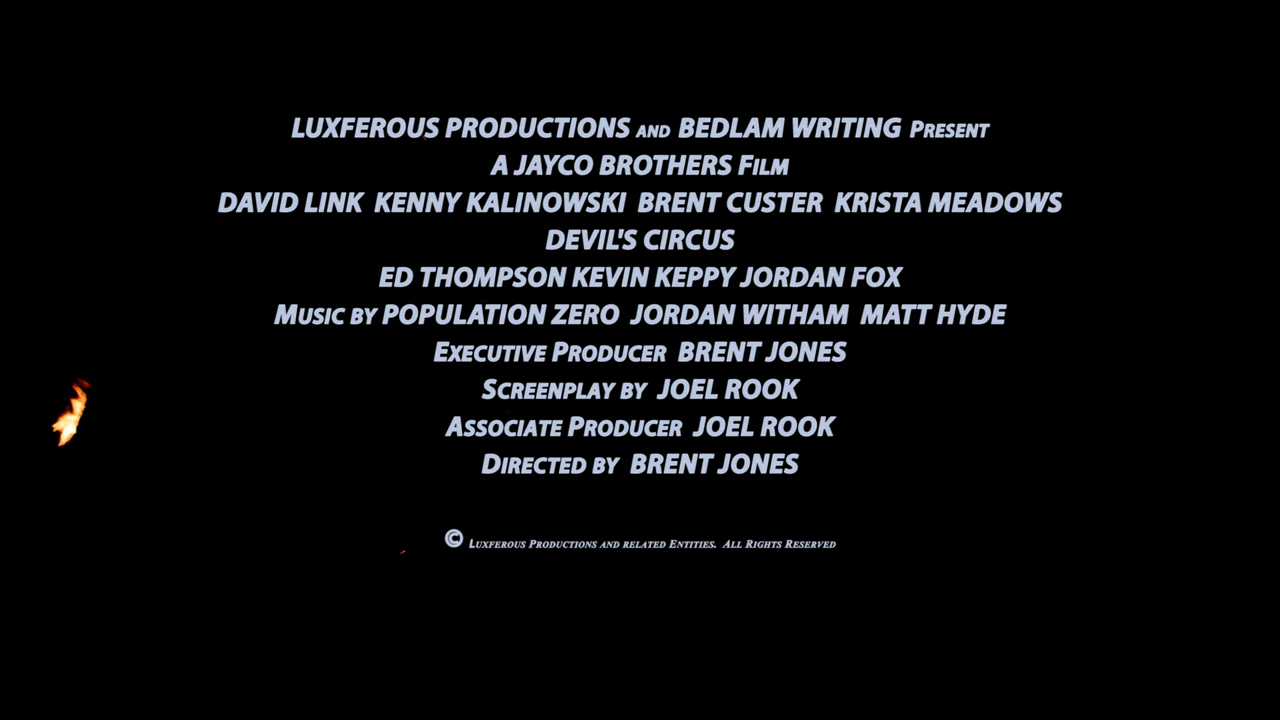 LUXFEROUS PRODUCTIONS AND BEDLAM WRITING PRESENT
A JAYCO BROTHERS FILM
DAVID LINK KENNY KALINOWSKI BRENT CUSTER KRISTA MEADOWS
DEVIL'S CIRCUS
ED THOMPSON KEVIN KEPPY JORDAN FOX
MUSIC BY POPULATION ZERO JORDAN WITHAM MATT HYDE
EXECUTIVE PRODUCER BRENT JONES
SCREENPLAY BY JOEL ROOK
ASSOCIATE PRODUCER JOEL ROOK
DIRECTED BY BRENT JONES
© LUXFEROUS PRODUCTIONS AND RELATED ENTITIES. ALL RIGHTS RESERVED